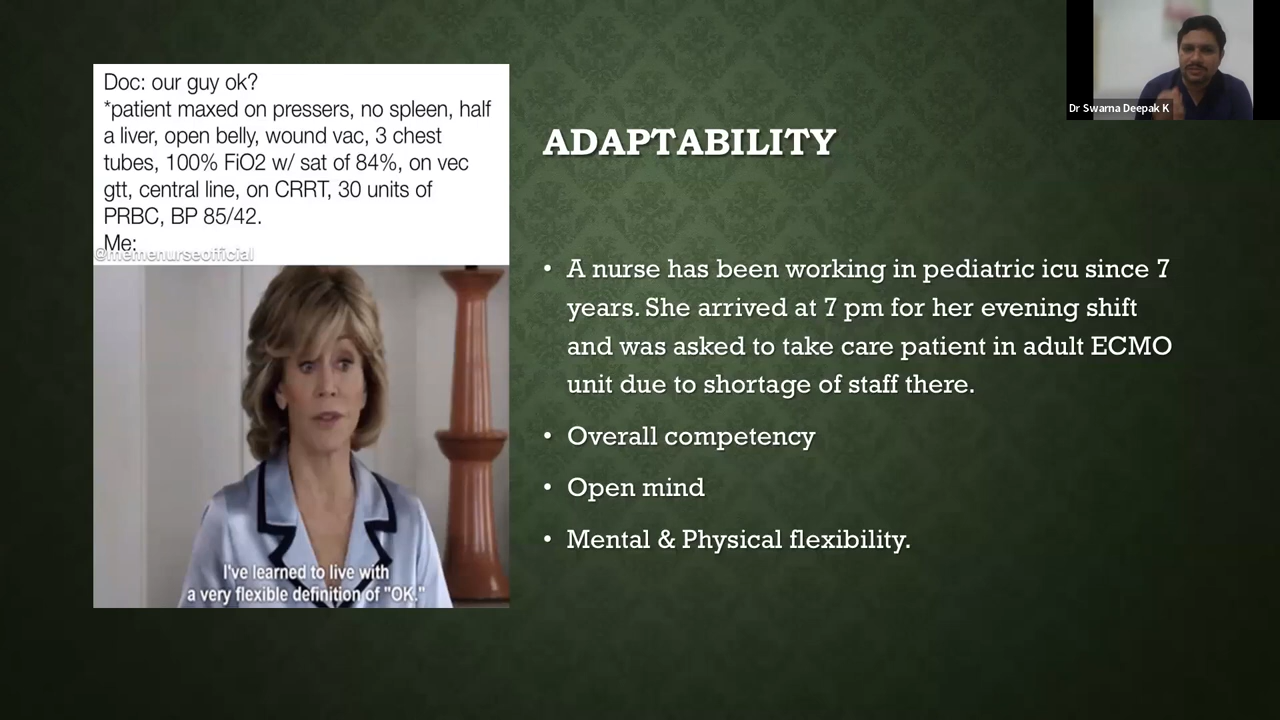 Doc: our guy ok?
*patient maxed on pressers, no spleen, half
a liver, open belly, wound vac, 3 chest
tubes, 100% FiO2 w/ sat of 84%, on vec
gtt, central line, on CRRT, 30 units of
PRBC, BP 85/42.
Me:
@memenurseofficial
I've learned to live with
a very flexible definition of "OK."
ADAPTABILITY
• A nurse has been working in pediatric icu since 7
years. She arrived at 7 pm for her evening shift
and was asked to take care patient in adult ECMO
unit due to shortage of staff there.
• Overall competency
• Open mind
• Mental & Physical flexibility.
Dr Swarna Deepak K